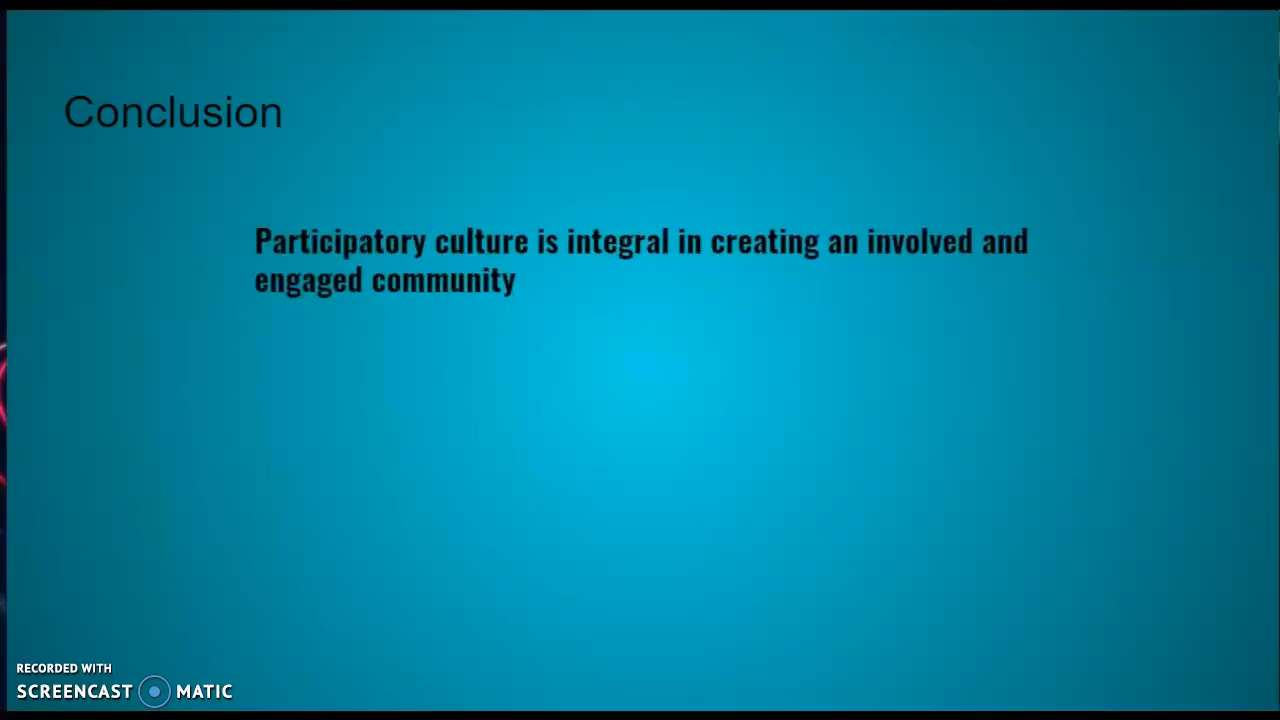 Conclusion
Participatory culture is integral in creating an involved and
engaged community
RECORDED WITH
SCREENCAST MATIC